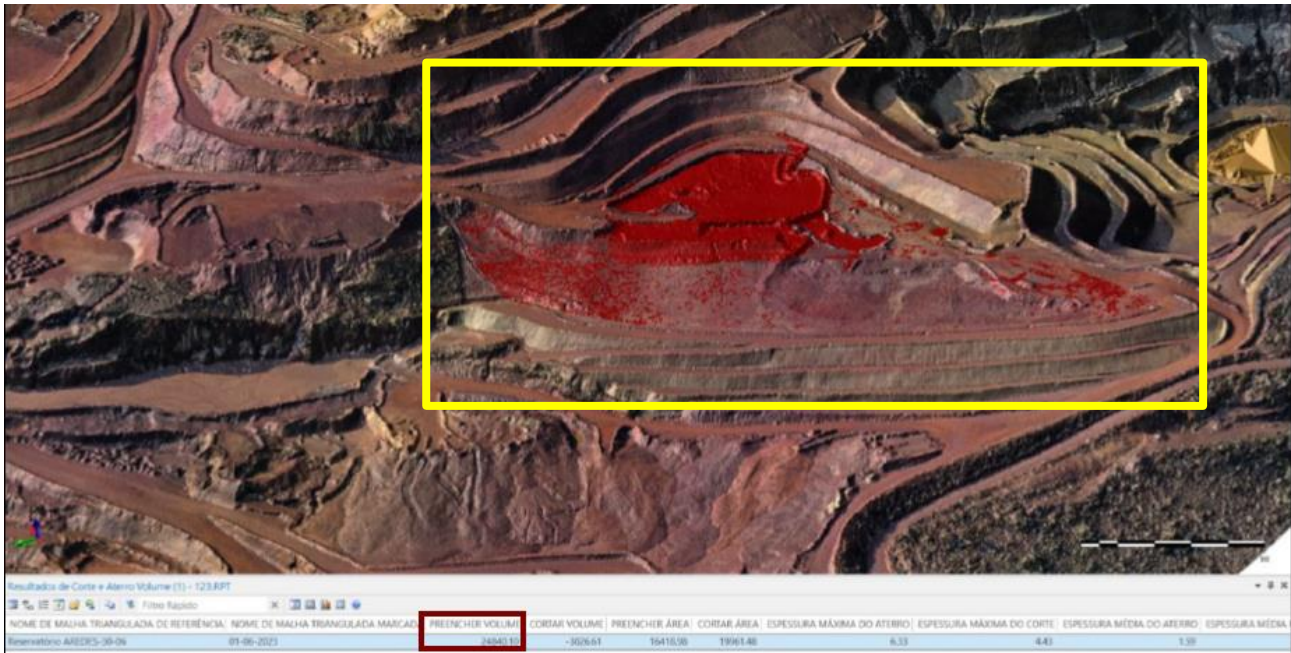 Resultados de Corte e Aterro Volume (1) - 123.RPT
Filtro Rápido
NOME DE MALHA TRIANGULADA DE REFERÊNCIA NOME DE MALHA TRIANGULADA MARCADA PREENCHER VOLUME CORTAR VOLUME PREENCHER ÁREA CORTAR ÁREA ESPESSURA MÁXIMA DO ATERRO ESPESSURA MÁXIMA DO CORTE ESPESSURA MÉDIA DO ATERRO ESPESSURA MÉDIA
Reservatório AREDES-30-06 01-06-2023 24840.10 -3026.61 16418.98 19961.48 6.33 4.43 1.59